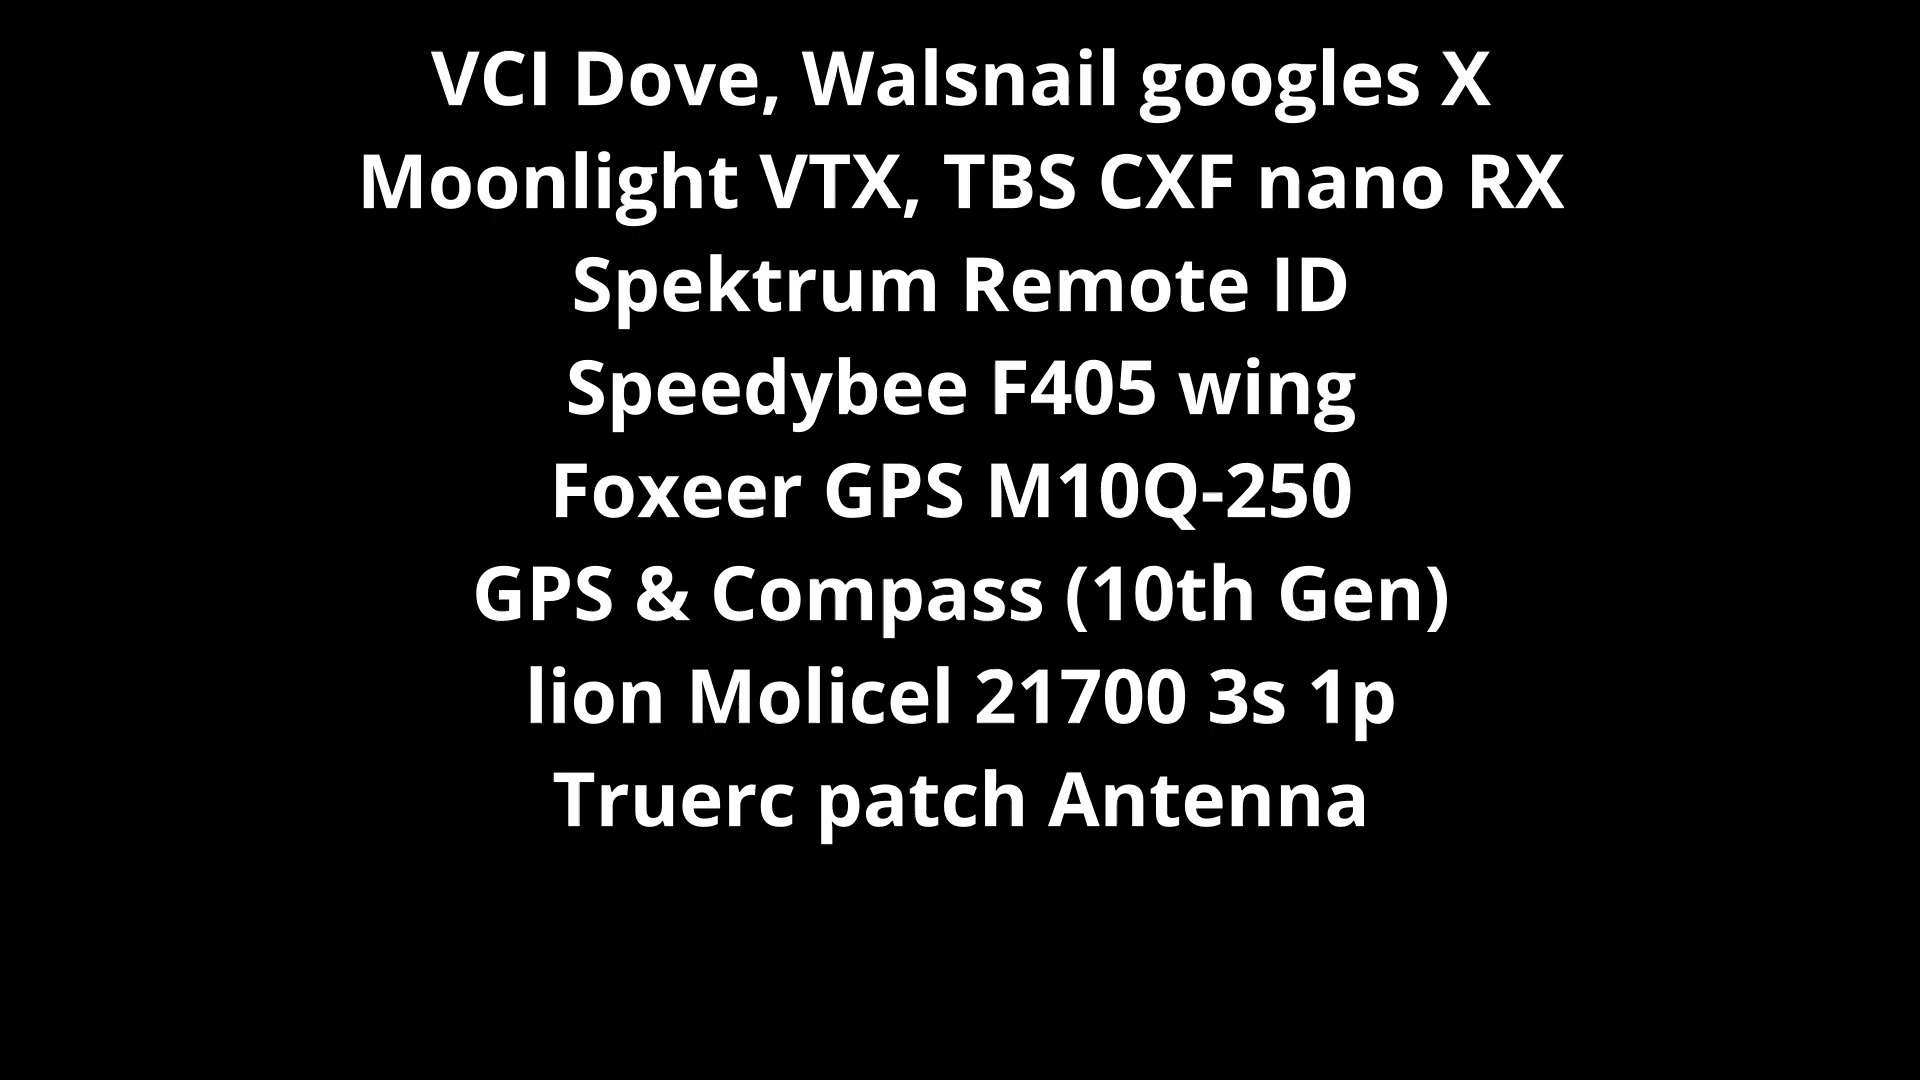 VCI Dove, Walsnail googles X
Moonlight VTX, TBS CXF nano RX
Spektrum Remote ID
Speedybee F405 wing
Foxeer GPS M10Q-250
GPS & Compass (10th Gen)
lion Molicel 21700 3s 1p
Truerc patch Antenna